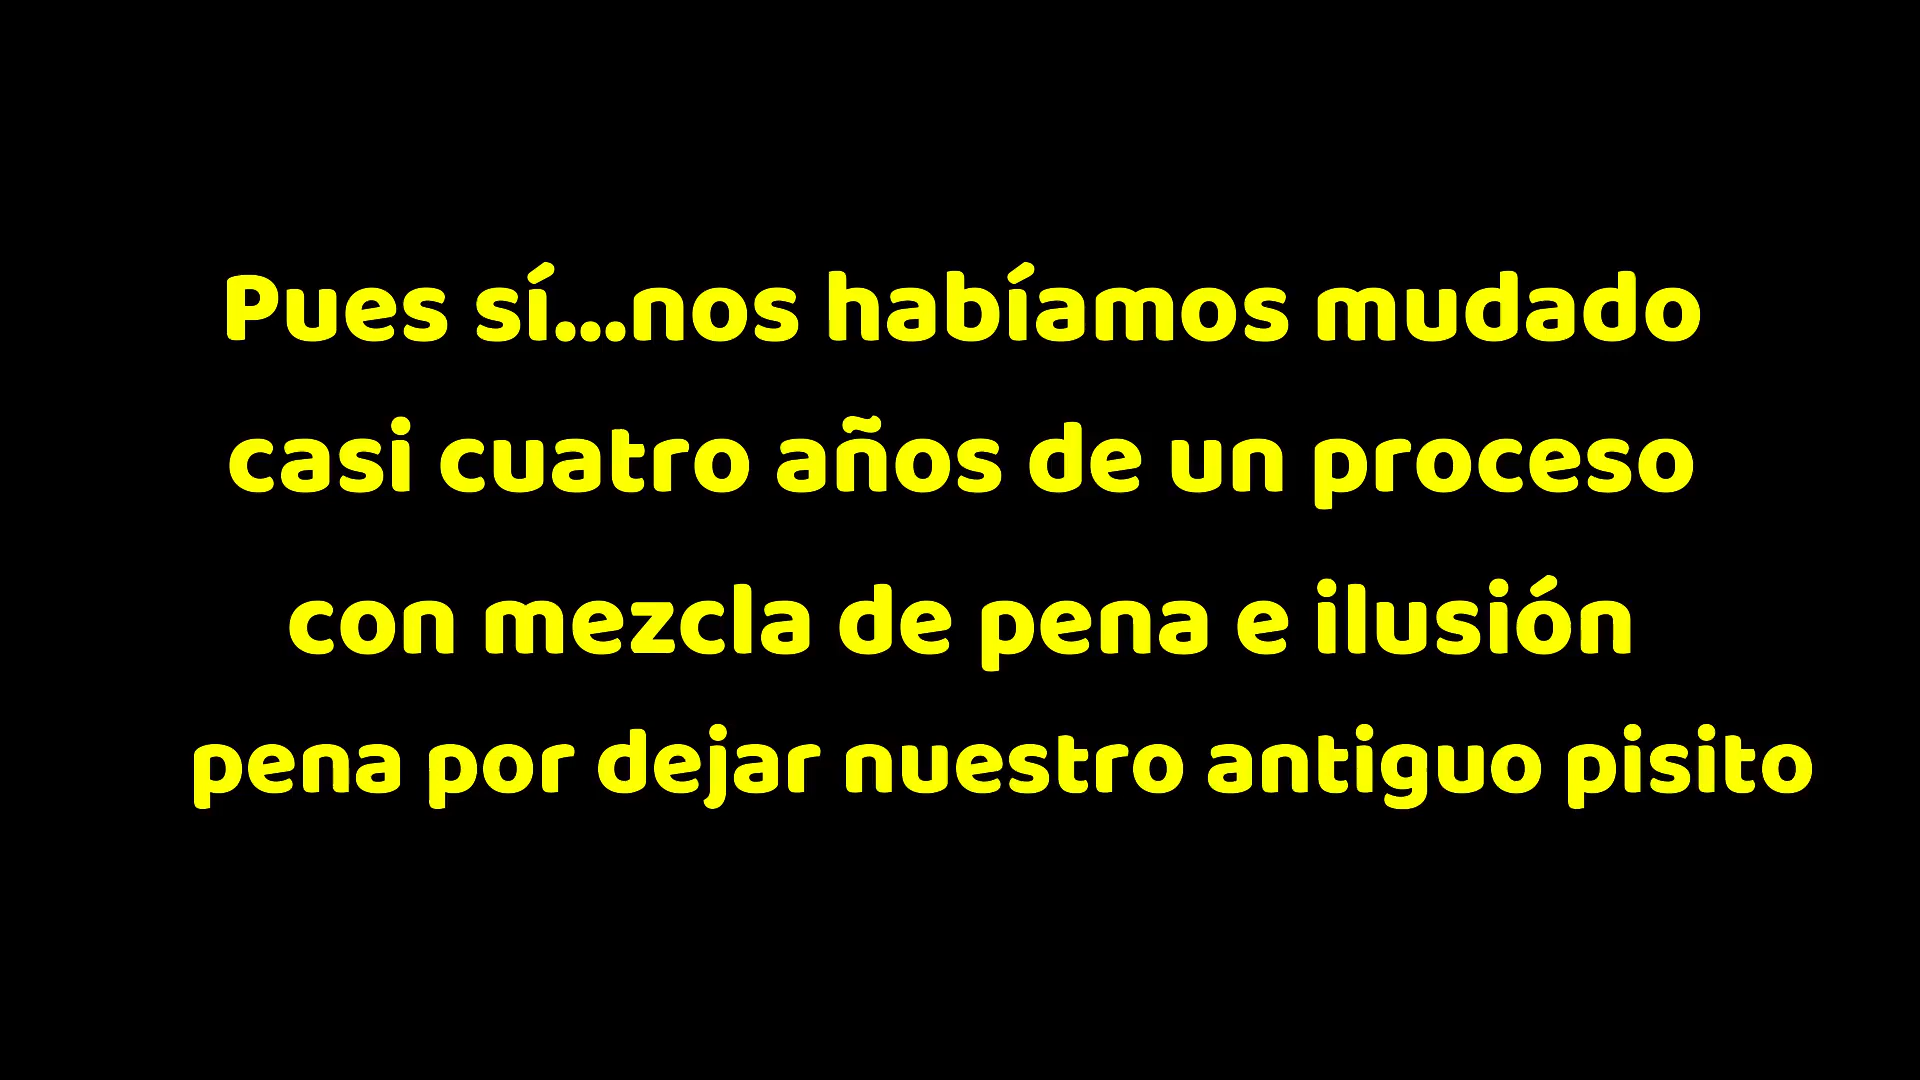 Pues sí...nos habíamos mudado
casi cuatro años de un proceso
con mezcla de pena e ilusión
pena por dejar nuestro antiguo pisito